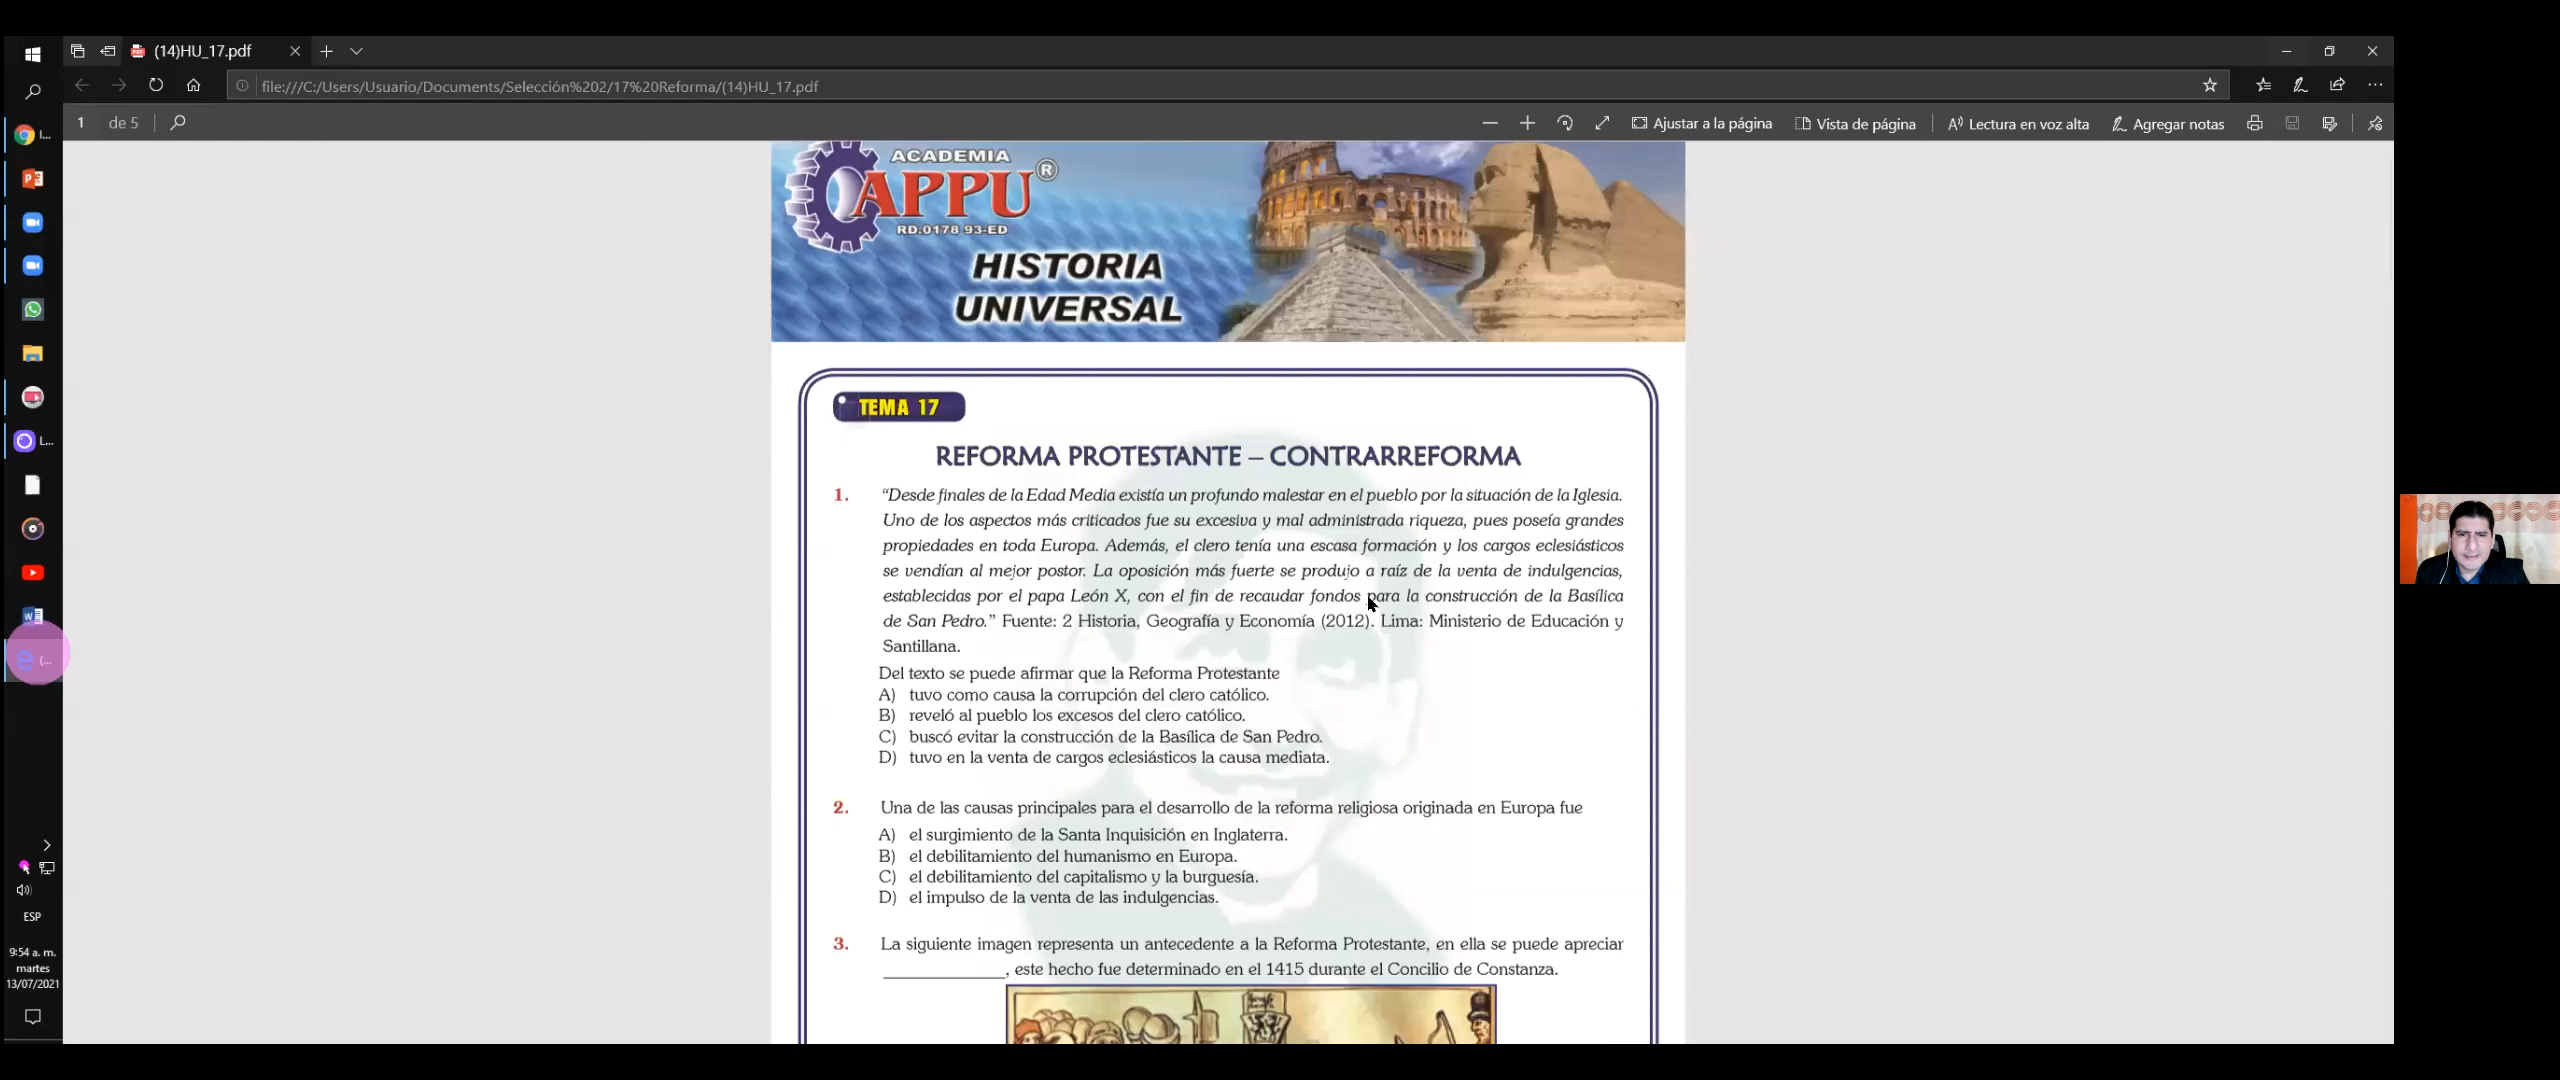 (14)HU_17.pdf
file:///C:/Users/Usuario/Documents/Selección%202/17%20Reforma/(14)HU_17.pdf
1 de 5
Ajustar a la página
Vista de página
Lectura en voz alta
Agregar notas
ACADEMIA
APPU®
RD.0178 93-ED
HISTORIA
UNIVERSAL
TEMA 17
REFORMA PROTESTANTE – CONTRARREFORMA
1. “Desde finales de la Edad Media existía un profundo malestar en el pueblo por la situación de la Iglesia.
Uno de los aspectos más criticados fue su excesiva y mal administrada riqueza, pues poseía grandes
propiedades en toda Europa. Además, el clero tenía una escasa formación y los cargos eclesiásticos
se vendían al mejor postor. La oposición más fuerte se produjo a raíz de la venta de indulgencias,
establecidas por el papa León X, con el fin de recaudar fondos para la construcción de la Basílica
de San Pedro.” Fuente: 2 Historia, Geografía y Economía (2012). Lima: Ministerio de Educación y
Santillana.
Del texto se puede afirmar que la Reforma Protestante
A) tuvo como causa la corrupción del clero católico.
B) reveló al pueblo los excesos del clero católico.
C) buscó evitar la construcción de la Basílica de San Pedro.
D) tuvo en la venta de cargos eclesiásticos la causa mediata.
2. Una de las causas principales para el desarrollo de la reforma religiosa originada en Europa fue
A) el surgimiento de la Santa Inquisición en Inglaterra.
B) el debilitamiento del humanismo en Europa.
C) el debilitamiento del capitalismo y la burguesía.
D) el impulso de la venta de las indulgencias.
3. La siguiente imagen representa un antecedente a la Reforma Protestante, en ella se puede apreciar
______________, este hecho fue determinado en el 1415 durante el Concilio de Constanza.
I...
L...
(...
ESP
9:54 a. m.
martes
13/07/2021